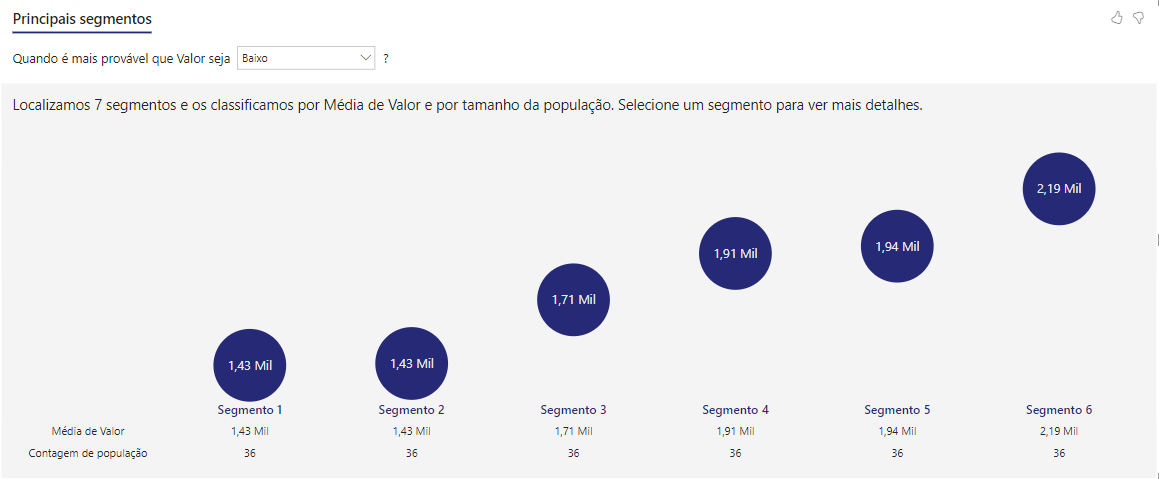 Principais segmentos
Quando é mais provável que Valor seja Baixo ?
Localizamos 7 segmentos e os classificamos por Média de Valor e por tamanho da população. Selecione um segmento para ver mais detalhes.
2,19 Mil
1,94 Mil
1,91 Mil
1,71 Mil
1,43 Mil
1,43 Mil
Segmento 1 Segmento 2 Segmento 3 Segmento 4 Segmento 5 Segmento 6
Média de Valor 1,43 Mil 1,43 Mil 1,71 Mil 1,91 Mil 1,94 Mil 2,19 Mil
Contagem de população 36 36 36 36 36 36